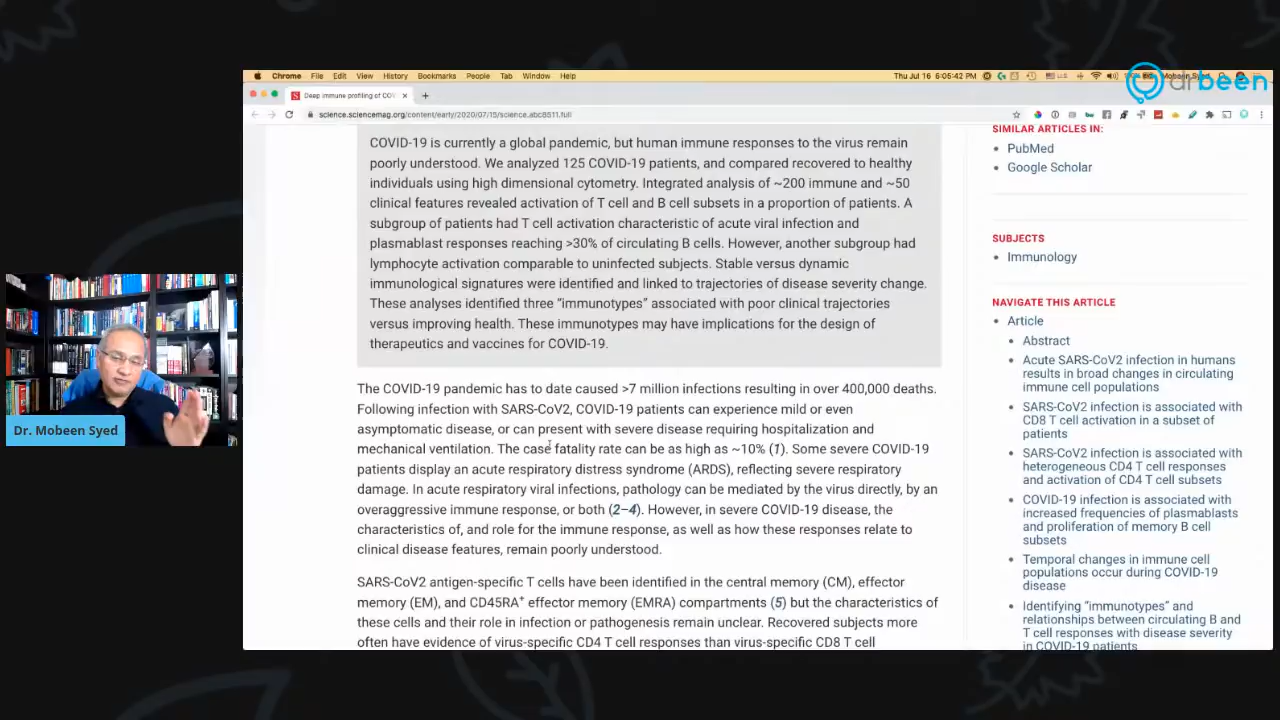 Chrome File Edit View History Bookmarks People Tab Window Help
Thu Jul 16 6:05:42 PM
Mobeen Syed
drbeen
Deep immune profiling of COV
science.sciencemag.org/content/early/2020/07/15/science.abc8511.full
COVID-19 is currently a global pandemic, but human immune responses to the virus remain
poorly understood. We analyzed 125 COVID-19 patients, and compared recovered to healthy
individuals using high dimensional cytometry. Integrated analysis of ~200 immune and ~50
clinical features revealed activation of T cell and B cell subsets in a proportion of patients. A
subgroup of patients had T cell activation characteristic of acute viral infection and
plasmablast responses reaching >30% of circulating B cells. However, another subgroup had
lymphocyte activation comparable to uninfected subjects. Stable versus dynamic
immunological signatures were identified and linked to trajectories of disease severity change.
These analyses identified three “immunotypes” associated with poor clinical trajectories
versus improving health. These immunotypes may have implications for the design of
therapeutics and vaccines for COVID-19.
The COVID-19 pandemic has to date caused >7 million infections resulting in over 400,000 deaths.
Following infection with SARS-CoV2, COVID-19 patients can experience mild or even
asymptomatic disease, or can present with severe disease requiring hospitalization and
mechanical ventilation. The case fatality rate can be as high as ~10% (1). Some severe COVID-19
patients display an acute respiratory distress syndrome (ARDS), reflecting severe respiratory
damage. In acute respiratory viral infections, pathology can be mediated by the virus directly, by an
overaggressive immune response, or both (2–4). However, in severe COVID-19 disease, the
characteristics of, and role for the immune response, as well as how these responses relate to
clinical disease features, remain poorly understood.
SARS-CoV2 antigen-specific T cells have been identified in the central memory (CM), effector
memory (EM), and CD45RA+ effector memory (EMRA) compartments (5) but the characteristics of
these cells and their role in infection or pathogenesis remain unclear. Recovered subjects more
often have evidence of virus-specific CD4 T cell responses than virus-specific CD8 T cell
SIMILAR ARTICLES IN:
PubMed
Google Scholar
SUBJECTS
Immunology
NAVIGATE THIS ARTICLE
Article
Abstract
Acute SARS-CoV2 infection in humans
results in broad changes in circulating
immune cell populations
SARS-CoV2 infection is associated with
CD8 T cell activation in a subset of
patients
SARS-CoV2 infection is associated with
heterogeneous CD4 T cell responses
and activation of CD4 T cell subsets
COVID-19 infection is associated with
increased frequencies of plasmablasts
and proliferation of memory B cell
subsets
Temporal changes in immune cell
populations occur during COVID-19
disease
Identifying “immunotypes” and
relationships between circulating B and
T cell responses with disease severity
in COVID-19 patients
Dr. Mobeen Syed